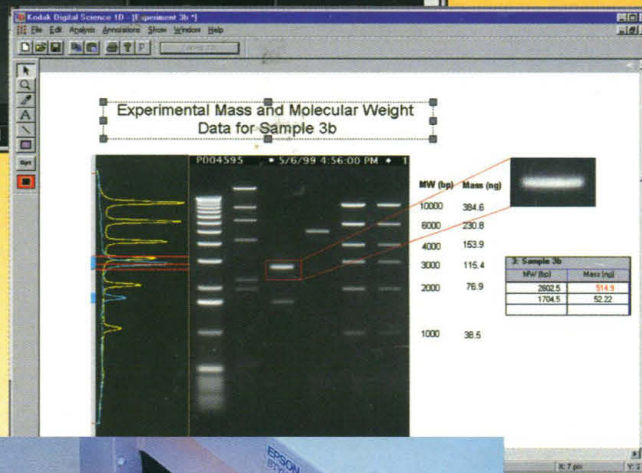 Kodak Digital Science 1D - [Experiment 3b *]
File Edit Analysis Annotations Show Window Help
Experimental Mass and Molecular Weight
Data for Sample 3b
P004595 • 5/6/99 4:56:00 PM • 1
MW (bp) Mass (ng)
10000 384.6
6000 230.8
4000 153.9
3000 115.4
2000 76.9
1000 38.5
3: Sample 3b
MW (bp) Mass (ng)
2602.5 514.9
1704.5 52.22
EPSON
X: 7 pix